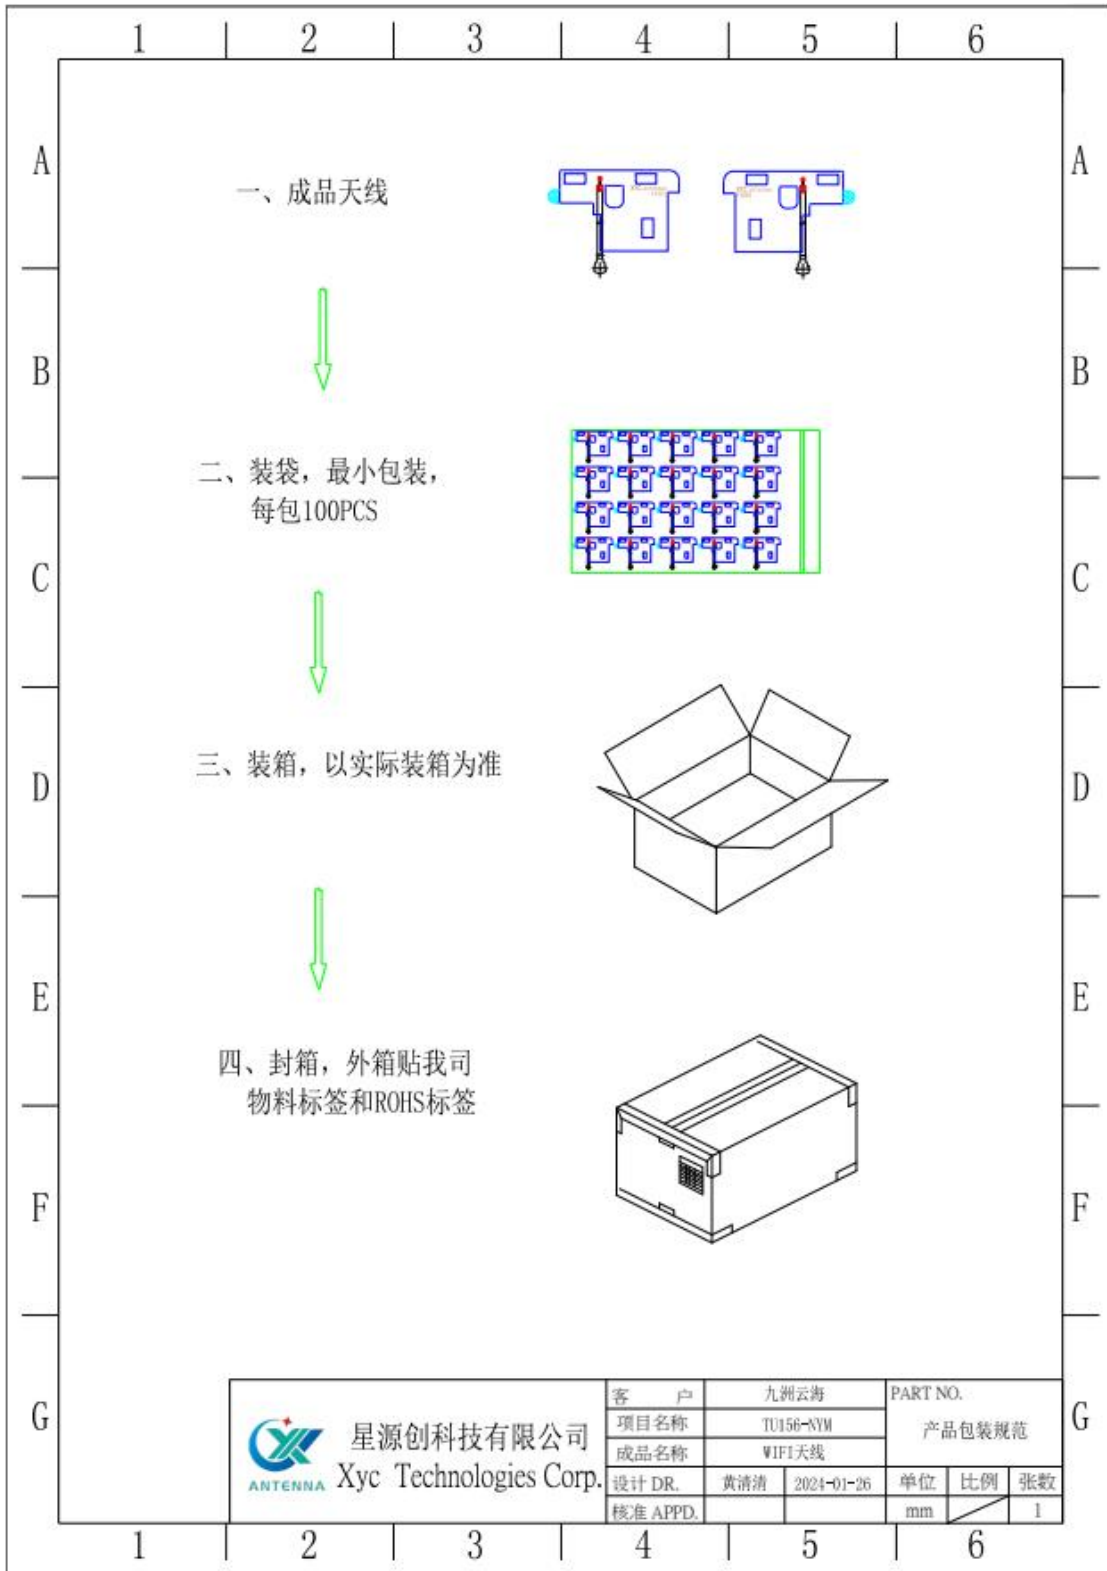 1 2 3 4 5 6
A A
一、成品天线
B B
二、装袋，最小包装，
每包100PCS
C C
三、装箱，以实际装箱为准
D D
E E
四、封箱，外箱贴我司
物料标签和ROHS标签
F F
G G
ANTENNA
星源创科技有限公司
Xyc Technologies Corp.
客 户 九洲云海 PART NO.
项目名称 TU156-NYM 产品包装规范
成品名称 WIFI天线
设计 DR. 黄清清 2024-01-26 单位 比例 张数
核准 APPD. mm 1
1 2 3 4 5 6